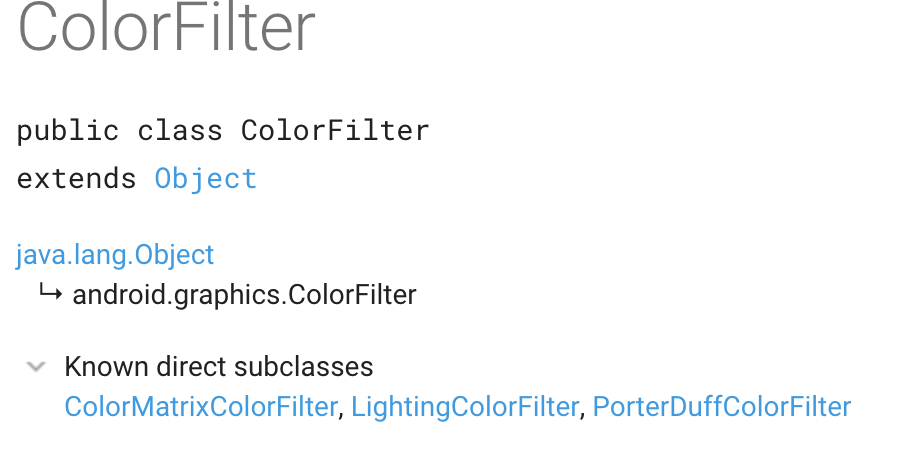 ColorFilter
public class ColorFilter
extends Object
java.lang.Object
↳ android.graphics.ColorFilter
Known direct subclasses
ColorMatrixColorFilter, LightingColorFilter, PorterDuffColorFilter